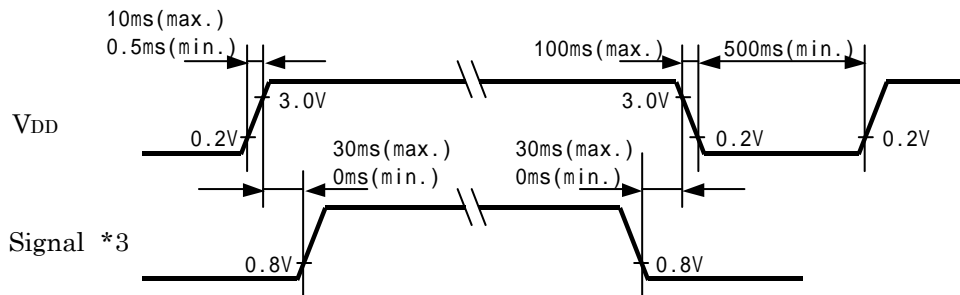 10ms(max.)
0.5ms(min.)
100ms(max.)
500ms(min.)
3.0V
3.0V
VDD
0.2V
0.2V
0.2V
30ms(max.)
0ms(min.)
30ms(max.)
0ms(min.)
Signal *3
0.8V
0.8V